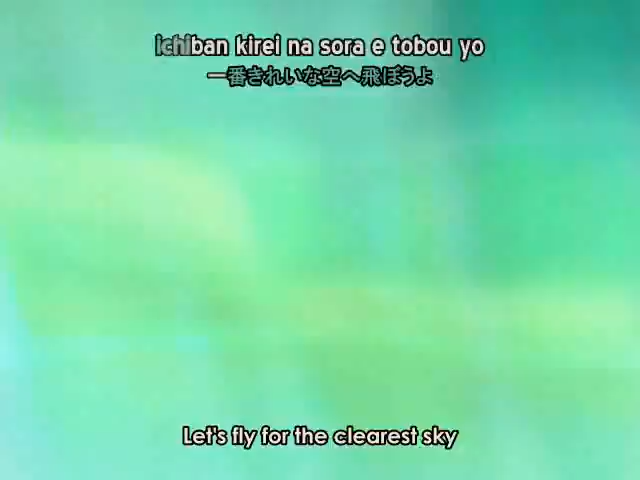 ichiban kirei na sora e tobou yo
一番きれいな空へ飛ぼうよ
Let's fly for the clearest sky